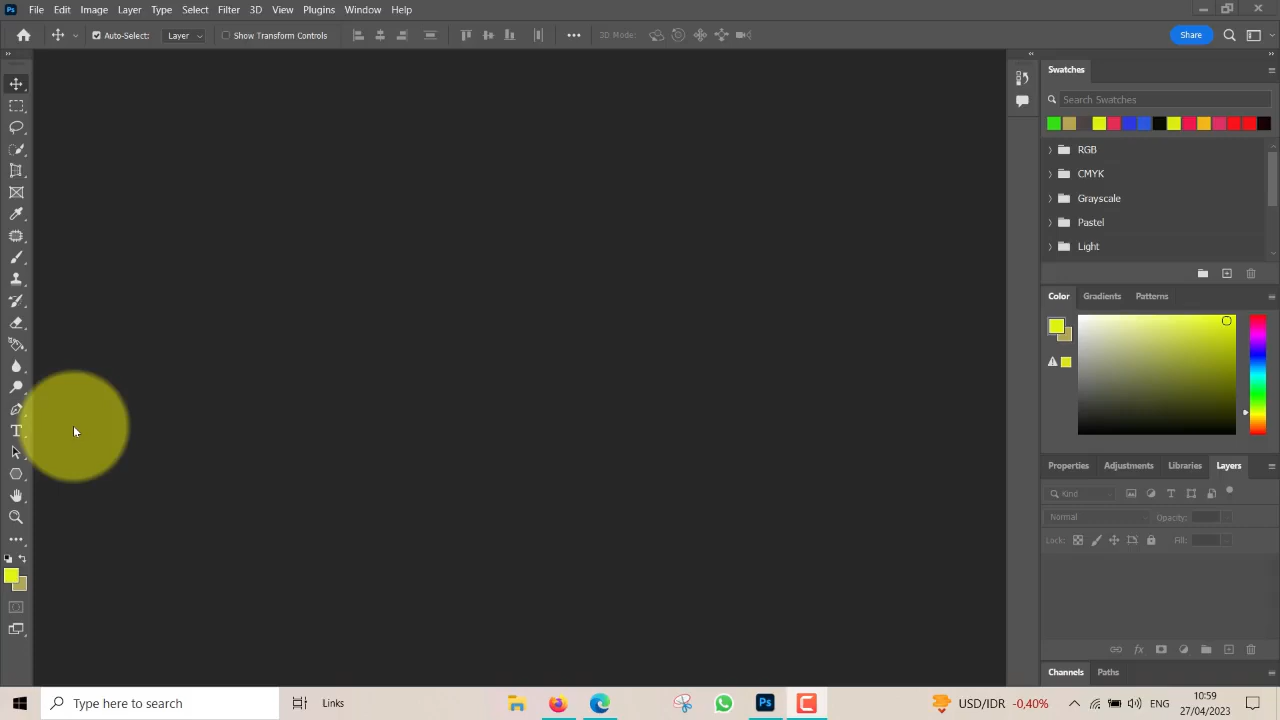 Ps File Edit Image Layer Type Select Filter 3D View Plugins Window Help
Auto-Select: Layer Show Transform Controls 3D Mode: Share
Swatches
Search Swatches
RGB
CMYK
Grayscale
Pastel
Light
Color Gradients Patterns
Properties Adjustments Libraries Layers
Kind
Normal Opacity:
Lock: Fill:
Channels Paths
Type here to search Links Ps USD/IDR -0,40% ENG 10:59
27/04/2023